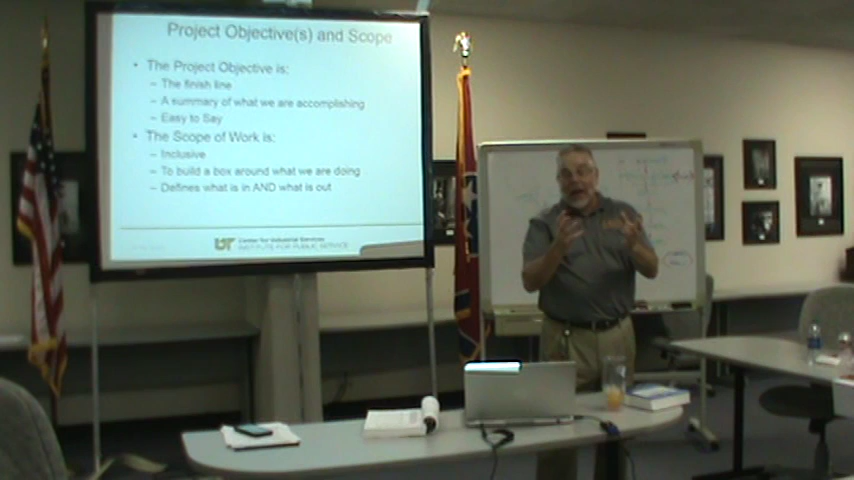 Project Objective(s) and Scope
• The Project Objective is:
– The finish line
– A summary of what we are accomplishing
– Easy to Say
• The Scope of Work is:
– Inclusive
– To build a box around what we are doing
– Defines what is in AND what is out
UT Center for Industrial Services
INSTITUTE FOR PUBLIC SERVICE